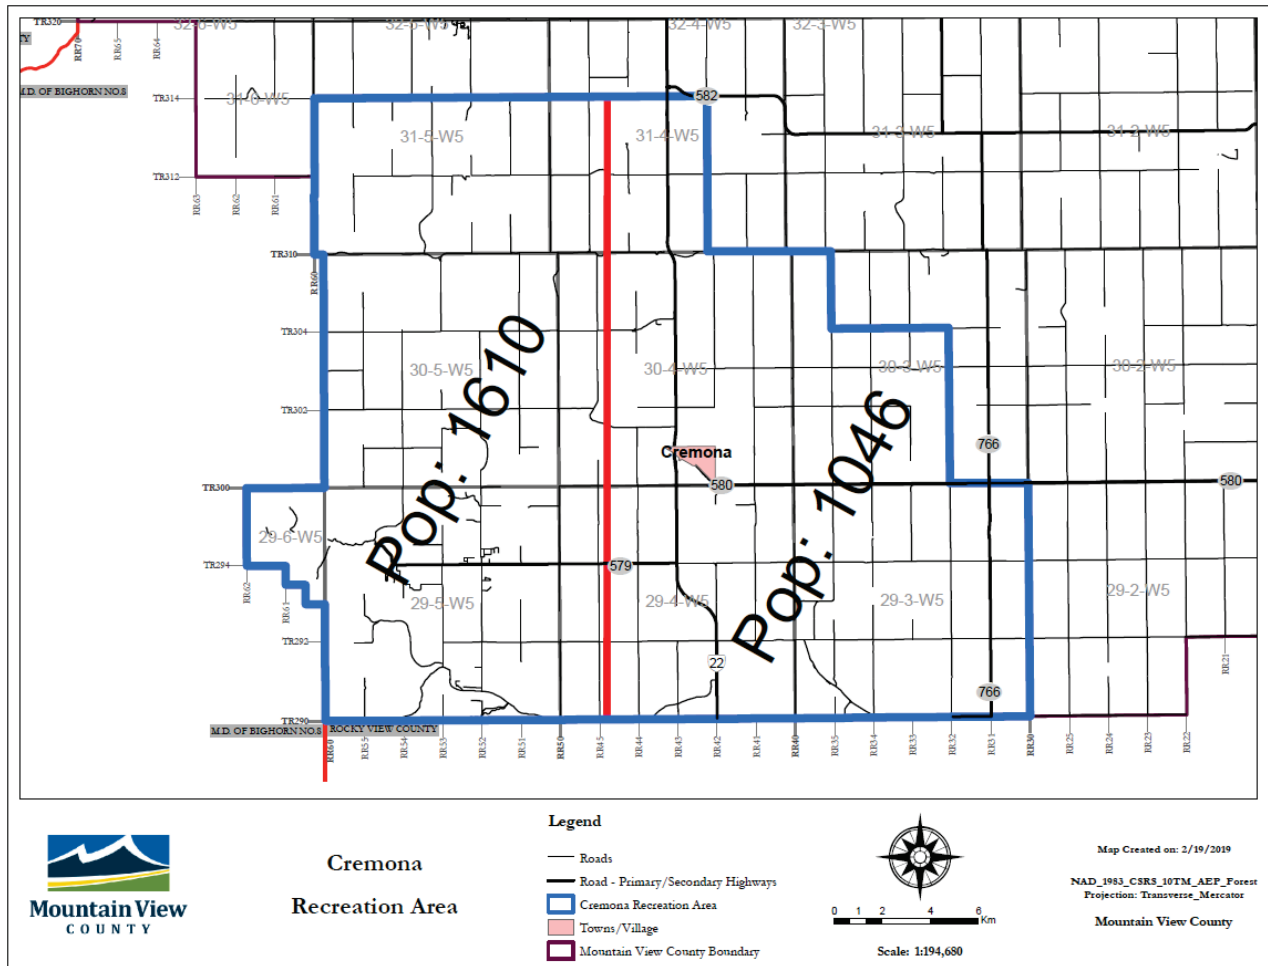 TR320
32-6-W5
32-5-W5
32-4-W5
32-3-W5
RR70
RR65
RR64
M.D. OF BIGHORN NO.8
TR314
31-6-W5
582
31-5-W5
31-4-W5
31-3-W5
31-2-W5
TR312
RR63
RR62
RR61
TR310
RR60
TR304
30-5-W5
30-4-W5
30-3-W5
30-2-W5
Pop: 1610
Pop: 1046
TR302
Cremona
766
TR300
580
580
29-6-W5
TR294
579
RR62
RR61
29-5-W5
29-4-W5
29-3-W5
29-2-W5
TR292
22
RR21
766
TR290
M.D. OF BIGHORN NO.8
ROCKY VIEW COUNTY
RR60
RR55
RR54
RR53
RR52
RR51
RR50
RR45
RR44
RR43
RR42
RR41
RR40
RR35
RR34
RR33
RR32
RR31
RR30
RR25
RR24
RR23
RR22
Mountain View
COUNTY
Cremona
Recreation Area
Legend
Roads
Road - Primary/Secondary Highways
Cremona Recreation Area
Towns/Village
Mountain View County Boundary
0 1 2 4 6
Km
Scale: 1:194,680
Map Created on: 2/19/2019
NAD_1983_CSRS_10TM_AEP_Forest
Projection: Transverse_Mercator
Mountain View County